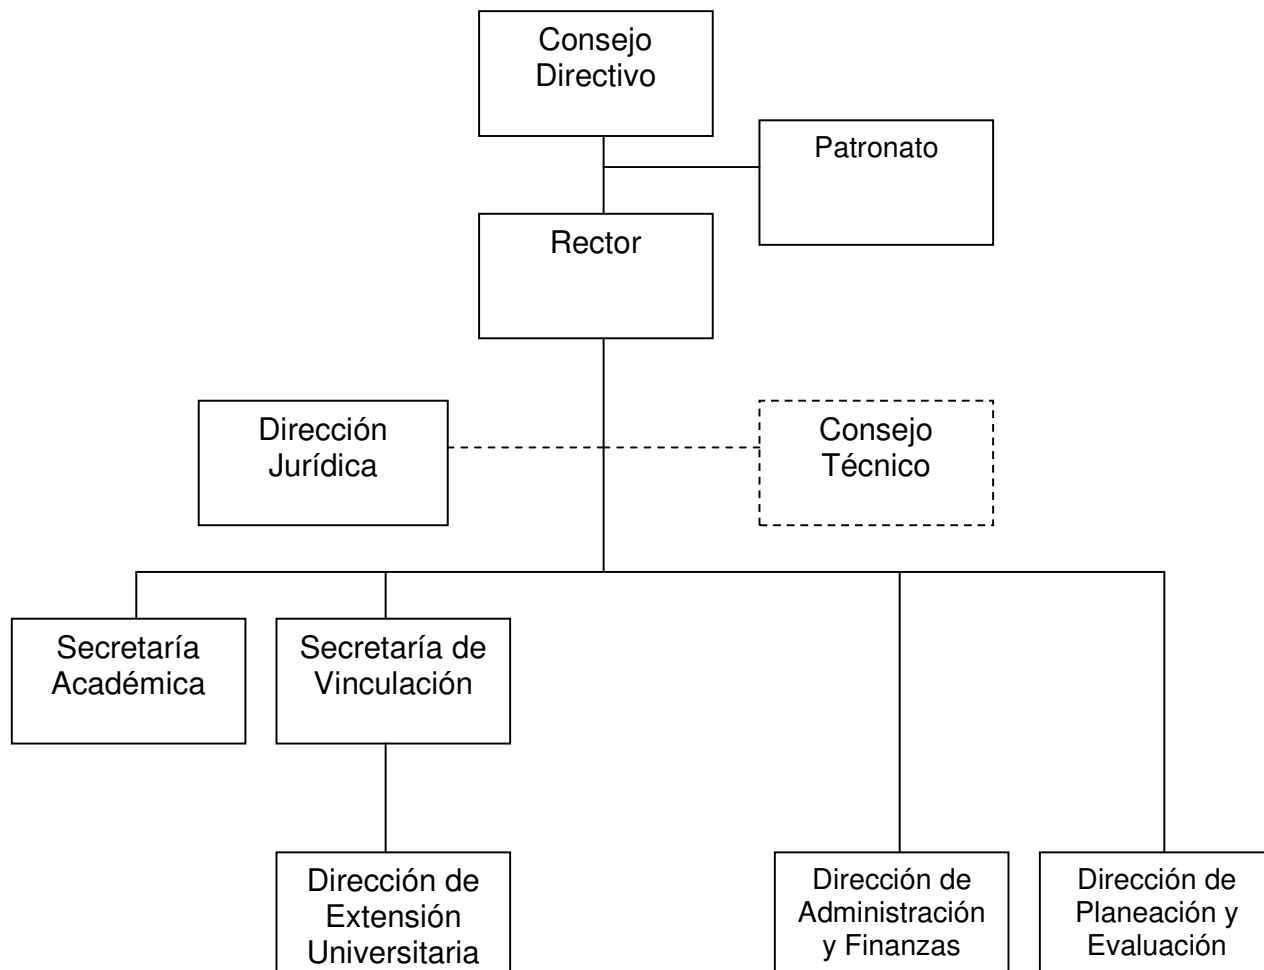 Consejo
Directivo
Patronato
Rector
Dirección
Jurídica
Consejo
Técnico
Secretaría
Académica
Secretaría de
Vinculación
Dirección de
Extensión
Universitaria
Dirección de
Administración
y Finanzas
Dirección de
Planeación y
Evaluación